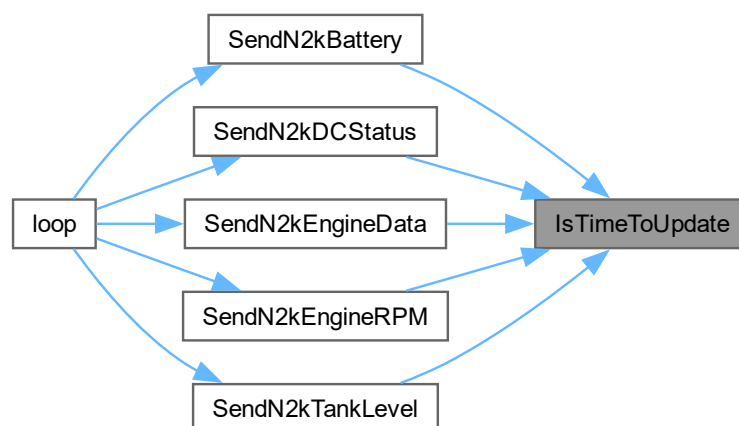 SendN2kBattery
SendN2kDCStatus
loop
SendN2kEngineData
IsTimeToUpdate
SendN2kEngineRPM
SendN2kTankLevel